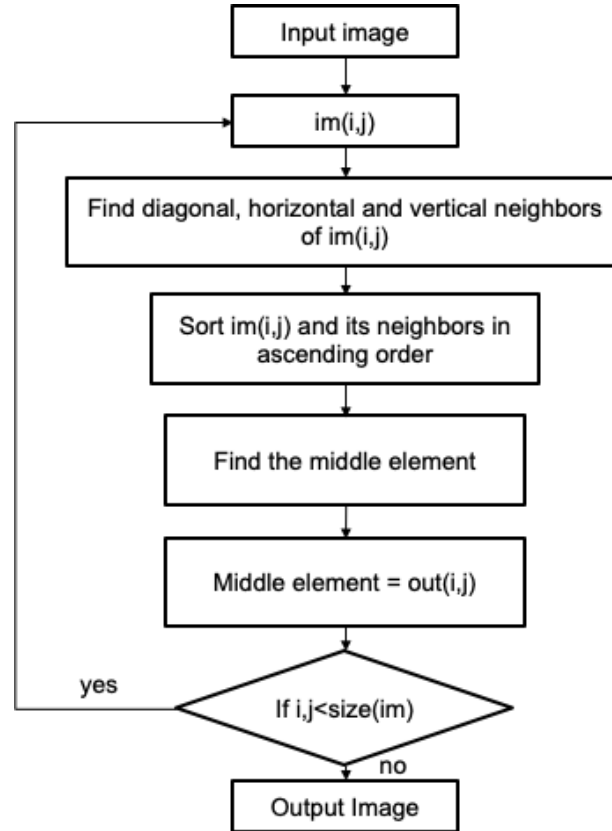 Input image
im(i,j)
Find diagonal, horizontal and vertical neighbors
of im(i,j)
Sort im(i,j) and its neighbors in
ascending order
Find the middle element
Middle element = out(i,j)
yes
If i,j<size(im)
no
Output Image